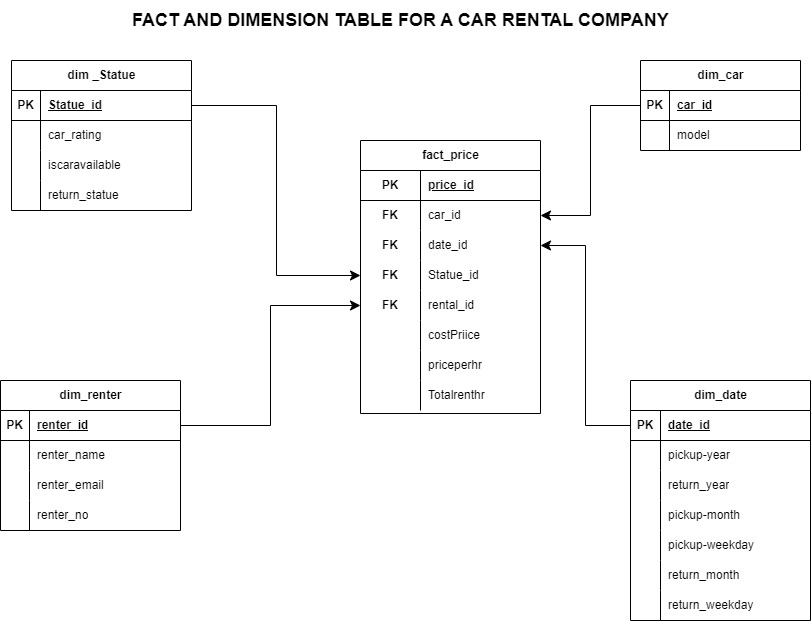 FACT AND DIMENSION TABLE FOR A CAR RENTAL COMPANY
dim _Statue
PK Statue_id
car_rating
iscaravailable
return_statue
dim_car
PK car_id
model
fact_price
PK price_id
FK car_id
FK date_id
FK Statue_id
FK rental_id
costPriice
priceperhr
Totalrenthr
dim_renter
PK renter_id
renter_name
renter_email
renter_no
dim_date
PK date_id
pickup-year
return_year
pickup-month
pickup-weekday
return_month
return_weekday